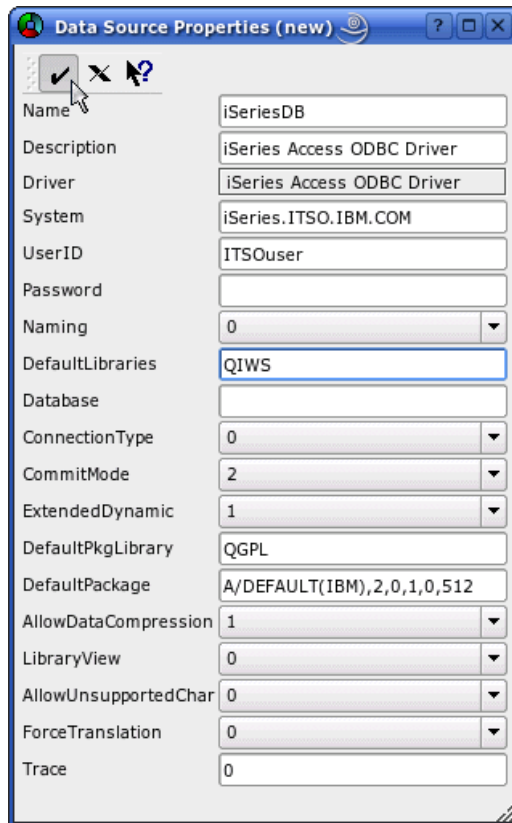 Data Source Properties (new)
Name iSeriesDB
Description iSeries Access ODBC Driver
Driver iSeries Access ODBC Driver
System iSeries.ITSO.IBM.COM
UserID ITSOuser
Password
Naming 0
DefaultLibraries QIWS
Database
ConnectionType 0
CommitMode 2
ExtendedDynamic 1
DefaultPkgLibrary QGPL
DefaultPackage A/DEFAULT(IBM),2,0,1,0,512
AllowDataCompression 1
LibraryView 0
AllowUnsupportedChar 0
ForceTranslation 0
Trace 0